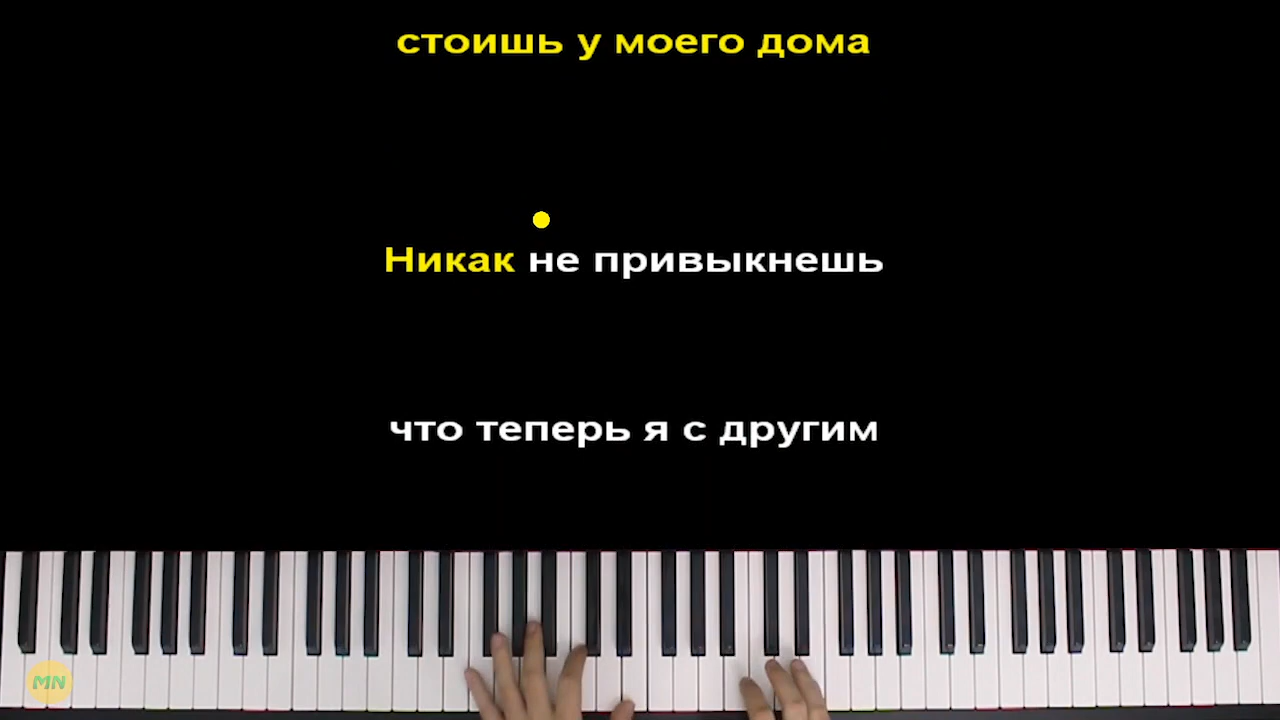 стоишь у моего дома
Никак не привыкнешь
что теперь я с другим
MN